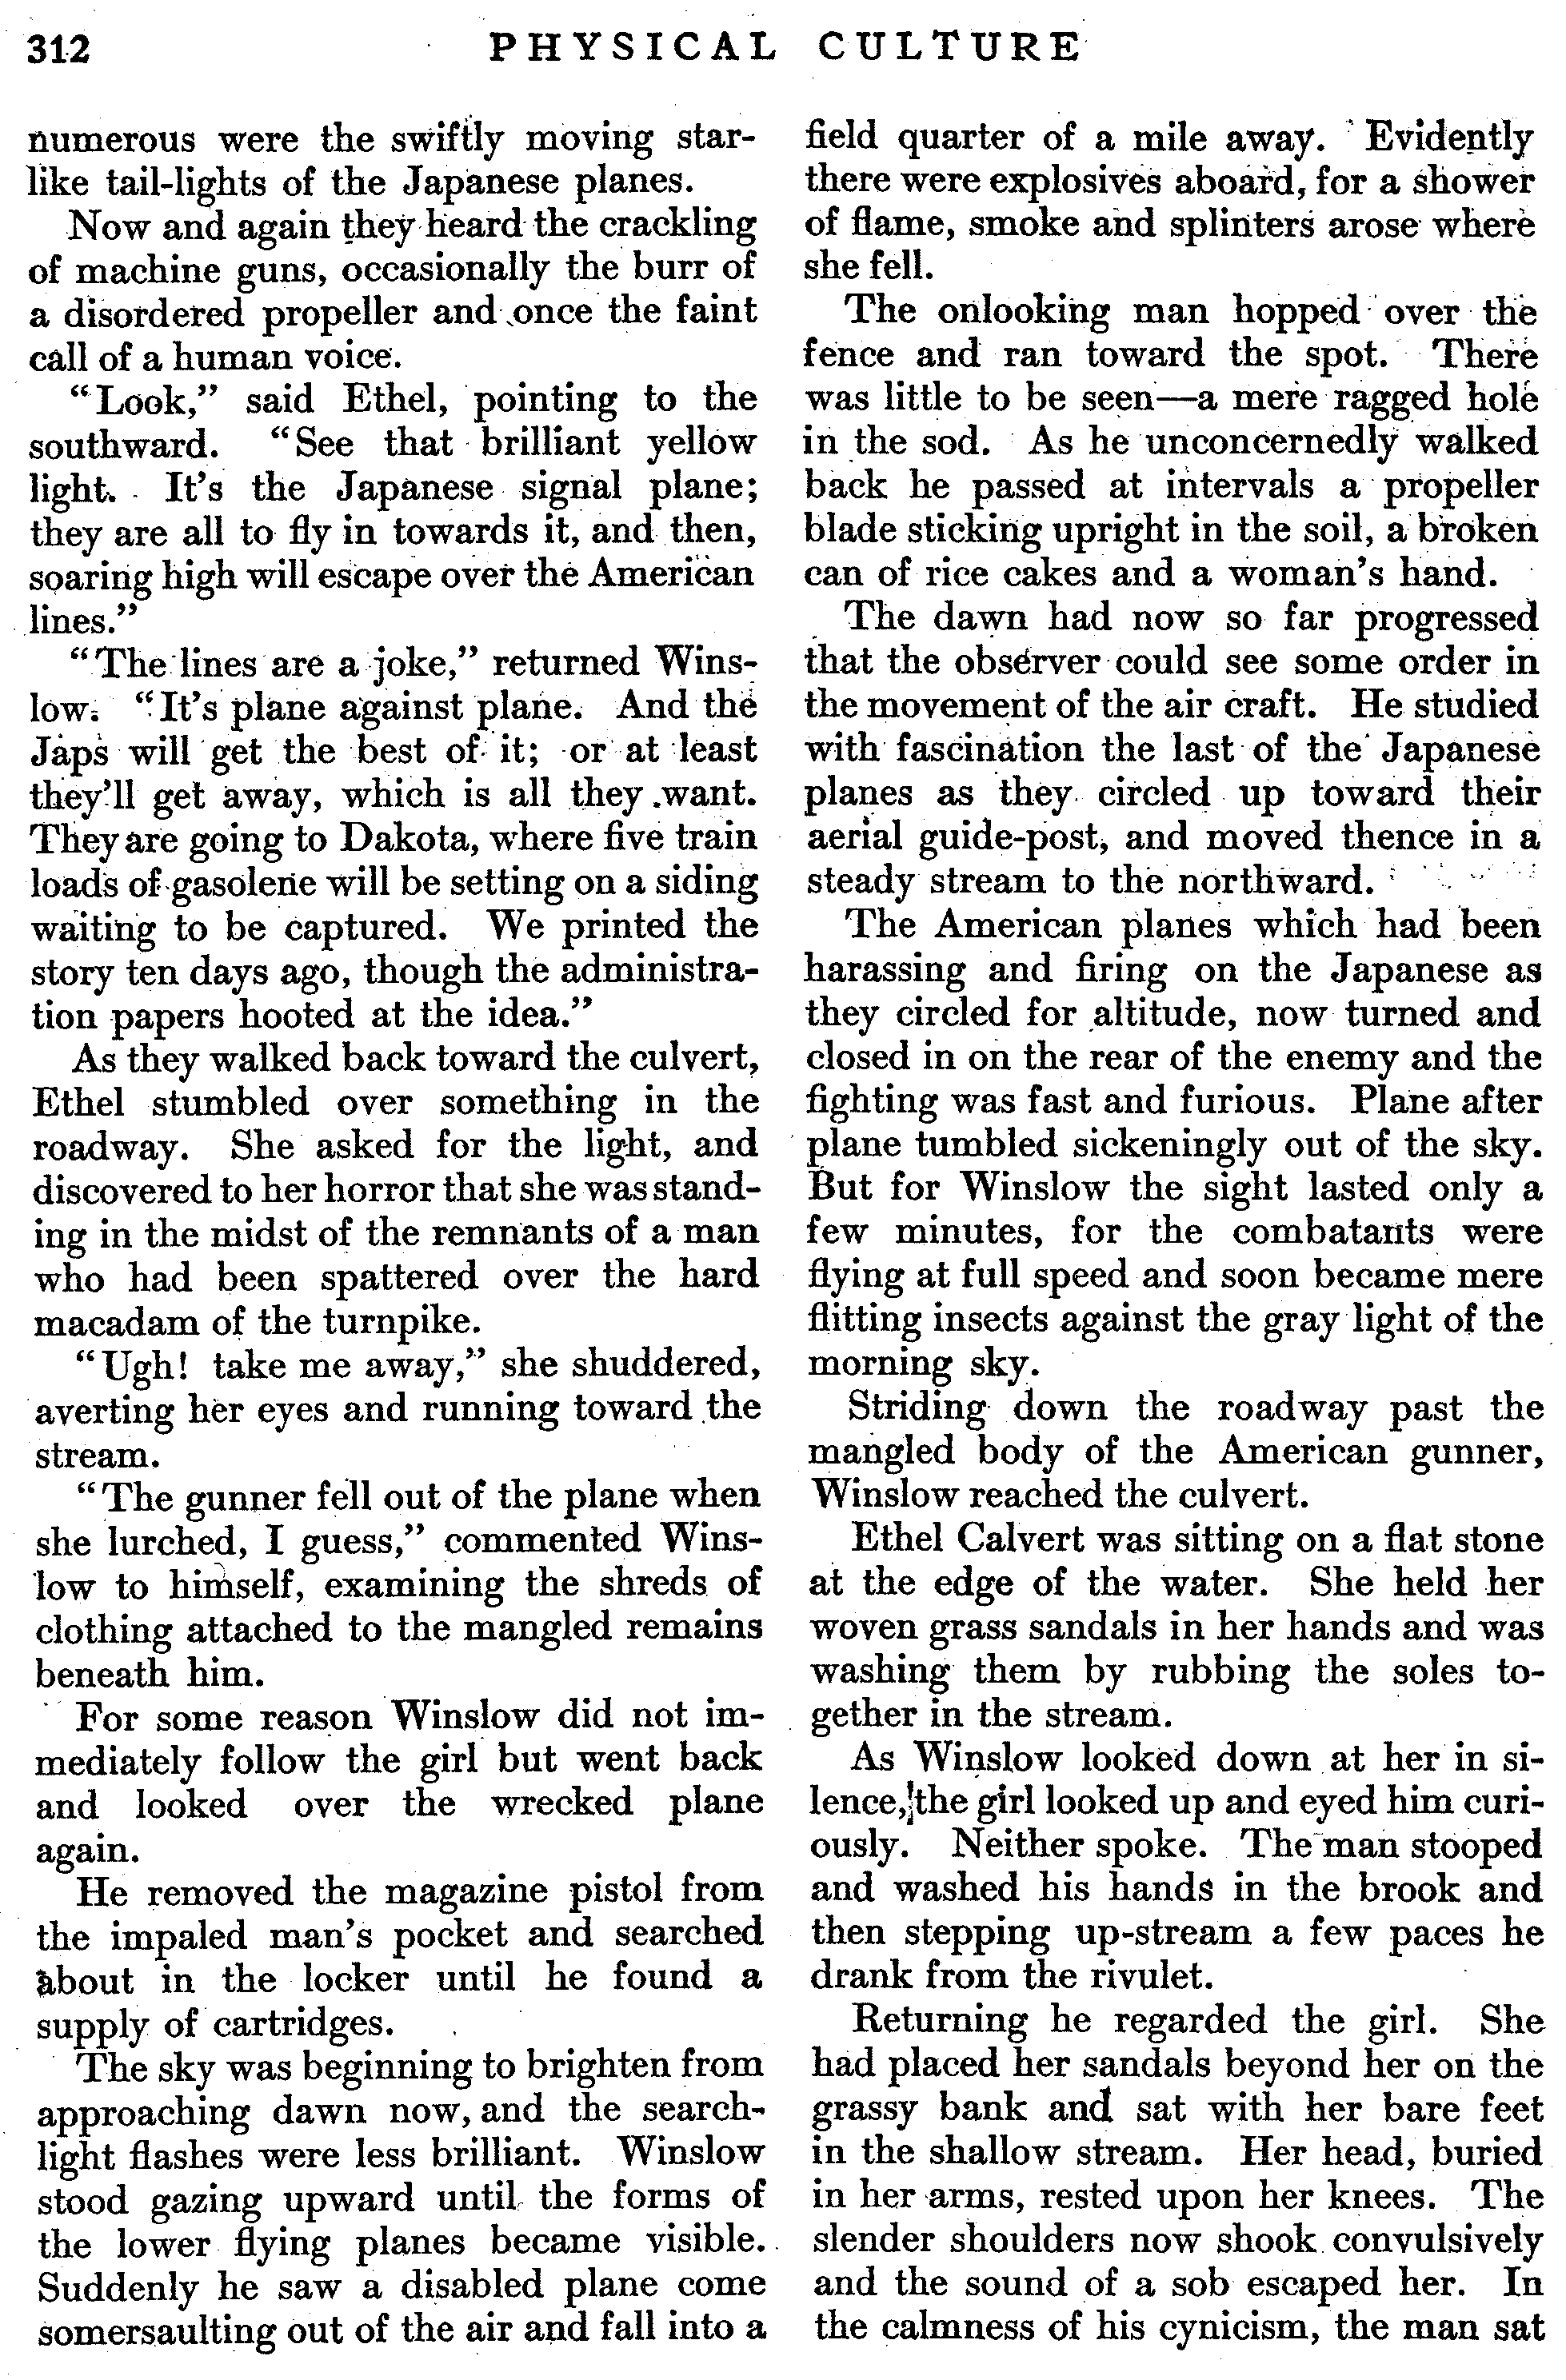 312
PHYSICAL CULTURE
numerous were the swiftly moving star-
like tail-lights of the Japanese planes.
Now and again they heard the crackling
of machine guns, occasionally the burr of
a disordered propeller and once the faint
call of a human voice.
"Look," said Ethel, pointing to the
southward. "See that brilliant yellow
light. It's the Japanese signal plane;
they are all to fly in towards it, and then,
soaring high will escape over the American
lines."
"The lines are a joke," returned Wins-
low. "It's plane against plane. And the
Japs will get the best of it; or at least
they'll get away, which is all they want.
They are going to Dakota, where five train
loads of gasolene will be setting on a siding
waiting to be captured. We printed the
story ten days ago, though the administra-
tion papers hooted at the idea."
As they walked back toward the culvert,
Ethel stumbled over something in the
roadway. She asked for the light, and
discovered to her horror that she was stand-
ing in the midst of the remnants of a man
who had been spattered over the hard
macadam of the turnpike.
"Ugh! take me away," she shuddered,
averting her eyes and running toward the
stream.
"The gunner fell out of the plane when
she lurched, I guess," commented Wins-
low to himself, examining the shreds of
clothing attached to the mangled remains
beneath him.
For some reason Winslow did not im-
mediately follow the girl but went back
and looked over the wrecked plane
again.
He removed the magazine pistol from
the impaled man's pocket and searched
about in the locker until he found a
supply of cartridges.
The sky was beginning to brighten from
approaching dawn now, and the search-
light flashes were less brilliant. Winslow
stood gazing upward until the forms of
the lower flying planes became visible.
Suddenly he saw a disabled plane come
somersaulting out of the air and fall into a
field quarter of a mile away. Evidently
there were explosives aboard, for a shower
of flame, smoke and splinters arose where
she fell.
The onlooking man hopped over the
fence and ran toward the spot. There
was little to be seen—a mere ragged hole
in the sod. As he unconcernedly walked
back he passed at intervals a propeller
blade sticking upright in the soil, a broken
can of rice cakes and a woman's hand.
The dawn had now so far progressed
that the observer could see some order in
the movement of the air craft. He studied
with fascination the last of the Japanese
planes as they circled up toward their
aerial guide-post, and moved thence in a
steady stream to the northward.
The American planes which had been
harassing and firing on the Japanese as
they circled for altitude, now turned and
closed in on the rear of the enemy and the
fighting was fast and furious. Plane after
plane tumbled sickeningly out of the sky.
But for Winslow the sight lasted only a
few minutes, for the combatants were
flying at full speed and soon became mere
flitting insects against the gray light of the
morning sky.
Striding down the roadway past the
mangled body of the American gunner,
Winslow reached the culvert.
Ethel Calvert was sitting on a flat stone
at the edge of the water. She held her
woven grass sandals in her hands and was
washing them by rubbing the soles to-
gether in the stream.
As Winslow looked down at her in si-
lence, the girl looked up and eyed him curi-
ously. Neither spoke. The man stooped
and washed his hands in the brook and
then stepping up-stream a few paces he
drank from the rivulet.
Returning he regarded the girl. She
had placed her sandals beyond her on the
grassy bank and sat with her bare feet
in the shallow stream. Her head, buried
in her arms, rested upon her knees. The
slender shoulders now shook convulsively
and the sound of a sob escaped her. In
the calmness of his cynicism, the man sat